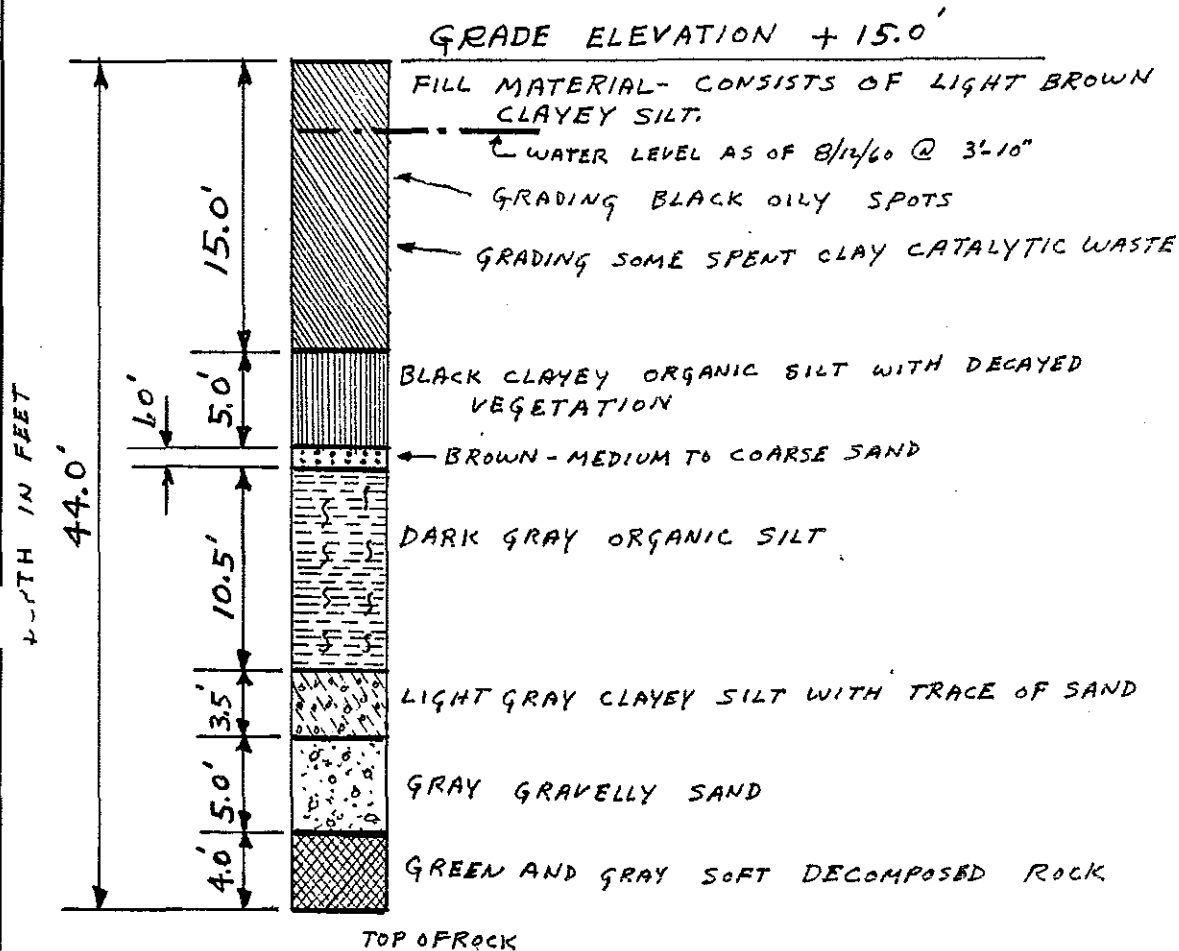 GRADE ELEVATION + 15.0'
FILL MATERIAL- CONSISTS OF LIGHT BROWN
CLAYEY SILT.
WATER LEVEL AS OF 8/12/60 @ 3'-10"
GRADING BLACK OILY SPOTS
GRADING SOME SPENT CLAY CATALYTIC WASTE
15.0'
BLACK CLAYEY ORGANIC SILT WITH DECAYED
VEGETATION
5.0'
1.0'
BROWN - MEDIUM TO COARSE SAND
IN FEET
44.0'
DARK GRAY ORGANIC SILT
10.5'
LIGHT GRAY CLAYEY SILT WITH TRACE OF SAND
3.5'
GRAY GRAVELLY SAND
5.0'
GREEN AND GRAY SOFT DECOMPOSED ROCK
4.0'
TOP OF ROCK